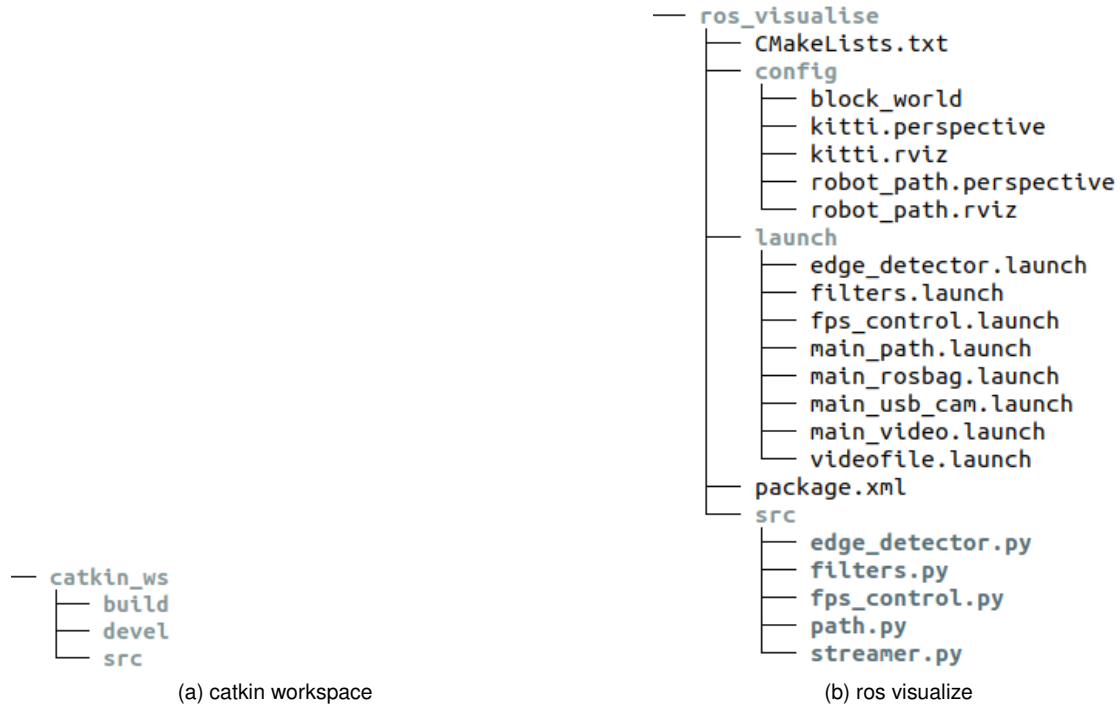 catkin_ws
build
devel
src
(a) catkin workspace
ros_visualise
CMakeLists.txt
config
block_world
kitti.perspective
kitti.rviz
robot_path.perspective
robot_path.rviz
launch
edge_detector.launch
filters.launch
fps_control.launch
main_path.launch
main_rosbag.launch
main_usb_cam.launch
main_video.launch
videofile.launch
package.xml
src
edge_detector.py
filters.py
fps_control.py
path.py
streamer.py
(b) ros visualize